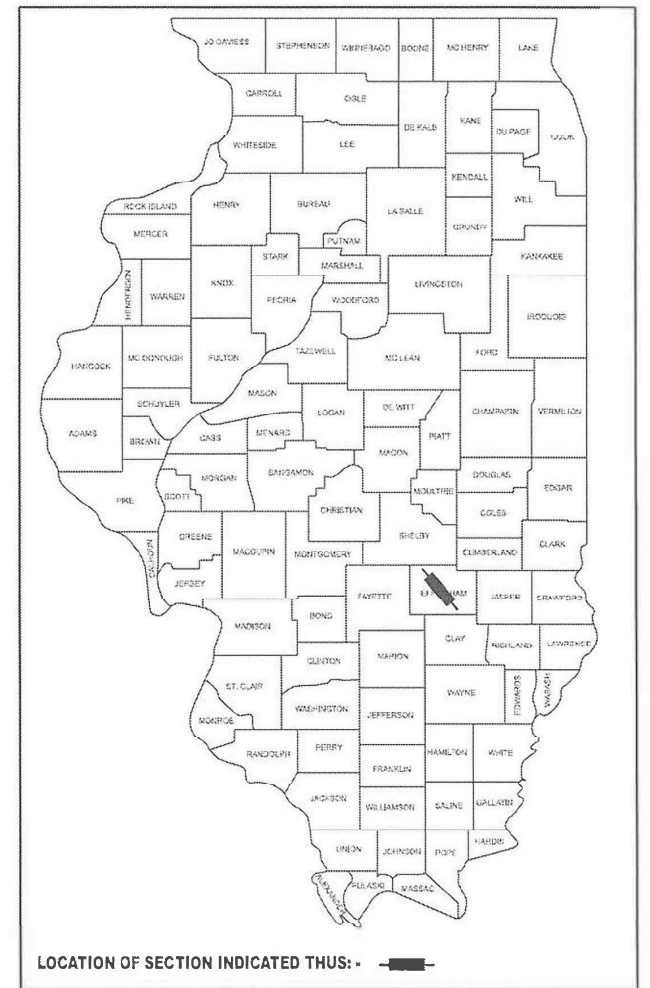 JO DAVIESS STEPHENSON WINNEBAGO BOONE MC HENRY LAKE
CARROLL OGLE
DE KALB KANE DU PAGE COOK
WHITESIDE LEE
KENDALL
ROCK ISLAND HENRY BUREAU LA SALLE WILL
MERCER PUTNAM GRUNDY
STARK MARSHALL KANKAKEE
HENDERSON WARREN KNOX PEORIA WOODFORD LIVINGSTON
IROQUOIS
HANCOCK MC DONOUGH FULTON TAZEWELL MC LEAN FORD
MASON
SCHUYLER LOGAN DE WITT CHAMPAIGN VERMILION
ADAMS BROWN CASS MENARD PIATT
MACON
MORGAN SANGAMON DOUGLAS EDGAR
PIKE SCOTT CHRISTIAN MOULTRIE
COLES
GREENE MACOUPIN MONTGOMERY SHELBY CLARK
CALHOUN CUMBERLAND
JERSEY FAYETTE JASPER CRAWFORD
MADISON BOND
CLAY RICHLAND LAWRENCE
CLINTON MARION
ST. CLAIR WAYNE EDWARDS WABASH
WASHINGTON JEFFERSON
MONROE
RANDOLPH PERRY HAMILTON WHITE
FRANKLIN
JACKSON WILLIAMSON SALINE GALLATIN
UNION JOHNSON POPE HARDIN
ALEXANDER PULASKI MASSAC
LOCATION OF SECTION INDICATED THUS: -